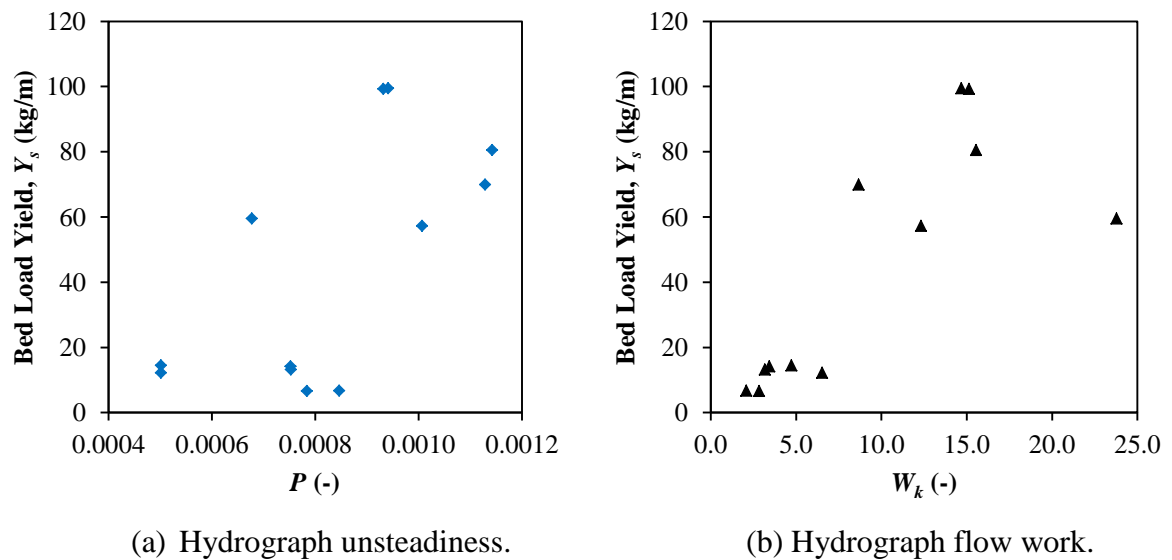 Bed Load Yield, Yₛ (kg/m)
120
100
80
60
40
20
0
0.0004 0.0006 0.0008 0.0010 0.0012
P (-)
(a) Hydrograph unsteadiness.
Bed Load Yield, Yₛ (kg/m)
120
100
80
60
40
20
0
0.0 5.0 10.0 15.0 20.0 25.0
Wₖ (-)
(b) Hydrograph flow work.